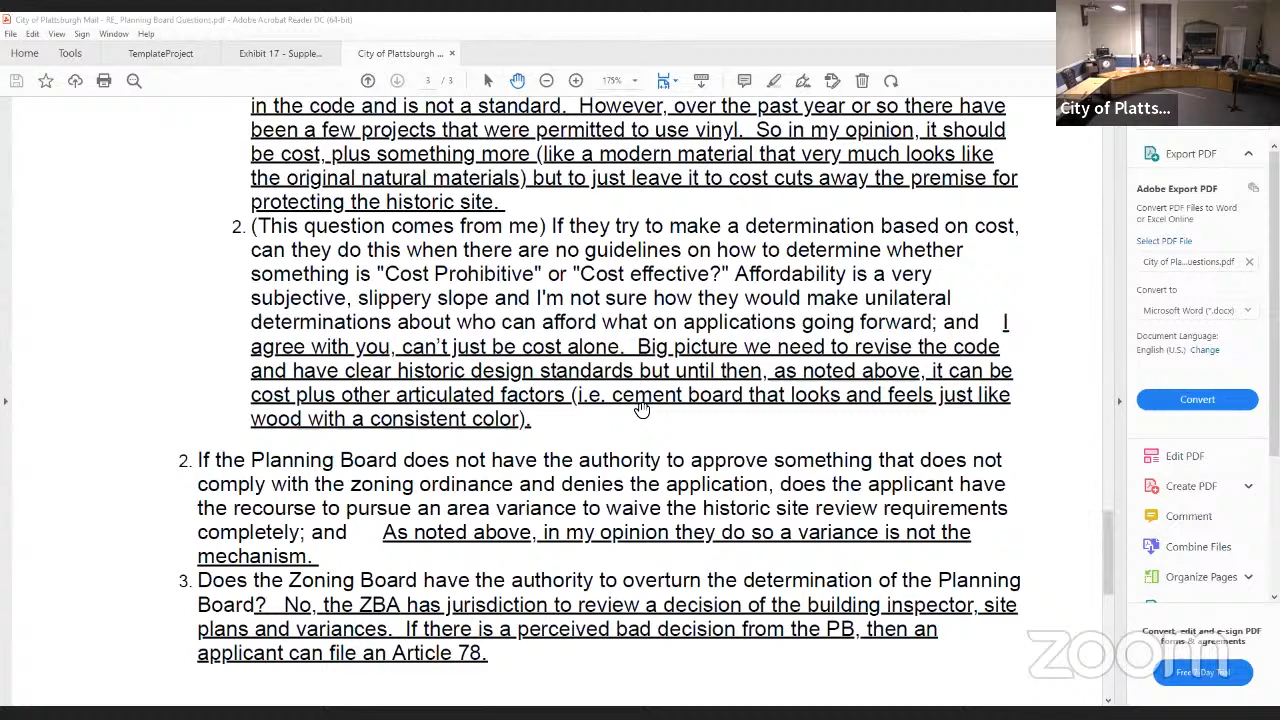 City of Plattsburgh Mail - RE_ Planning Board Questions.pdf - Adobe Acrobat Reader DC (64-bit)
File Edit View Sign Window Help
Home Tools TemplateProject Exhibit 17 - Supple... City of Plattsburgh ... ×
3 / 3 175%
City of Platts...
in the code and is not a standard.  However, over the past year or so there have
been a few projects that were permitted to use vinyl.  So in my opinion, it should
be cost, plus something more (like a modern material that very much looks like
the original natural materials) but to just leave it to cost cuts away the premise for
protecting the historic site.
2. (This question comes from me) If they try to make a determination based on cost,
can they do this when there are no guidelines on how to determine whether
something is "Cost Prohibitive" or "Cost effective?" Affordability is a very
subjective, slippery slope and I'm not sure how they would make unilateral
determinations about who can afford what on applications going forward; and I
agree with you, can't just be cost alone.  Big picture we need to revise the code
and have clear historic design standards but until then, as noted above, it can be
cost plus other articulated factors (i.e. cement board that looks and feels just like
wood with a consistent color).
2. If the Planning Board does not have the authority to approve something that does not
comply with the zoning ordinance and denies the application, does the applicant have
the recourse to pursue an area variance to waive the historic site review requirements
completely; and As noted above, in my opinion they do so a variance is not the
mechanism.
3. Does the Zoning Board have the authority to overturn the determination of the Planning
Board?  No, the ZBA has jurisdiction to review a decision of the building inspector, site
plans and variances.  If there is a perceived bad decision from the PB, then an
applicant can file an Article 78.
Export PDF
Adobe Export PDF
Convert PDF Files to Word
or Excel Online
Select PDF File
City of Pla...uestions.pdf ×
Convert to
Microsoft Word (*.docx)
Document Language:
English (U.S.) Change
Convert
Edit PDF
Create PDF
Comment
Combine Files
Organize Pages
Convert, edit and e-sign PDF
forms & agreements
Free 7-Day Trial
zoom